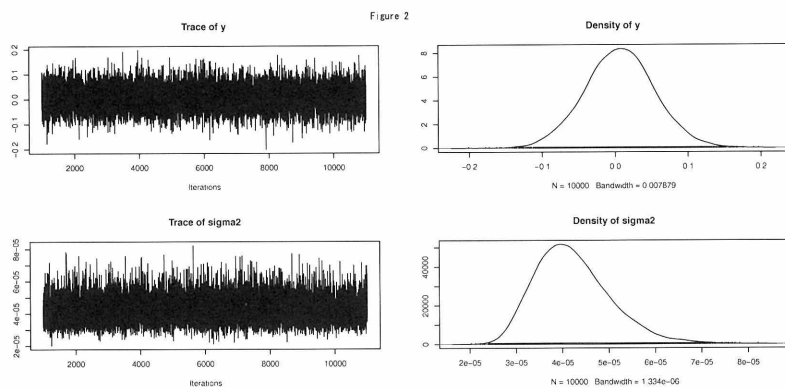 Figure 2
Trace of y
-0.2 -0.1 0.0 0.1 0.2
2000 4000 6000 8000 10000
Iterations
Density of y
0 2 4 6 8
-0.2 -0.1 0.0 0.1 0.2
N = 10000 Bandwidth = 0.007879
Trace of sigma2
2e-05 4e-05 6e-05 8e-05
2000 4000 6000 8000 10000
Iterations
Density of sigma2
0 20000 40000
2e-05 3e-05 4e-05 5e-05 6e-05 7e-05 8e-05
N = 10000 Bandwidth = 1.334e-06